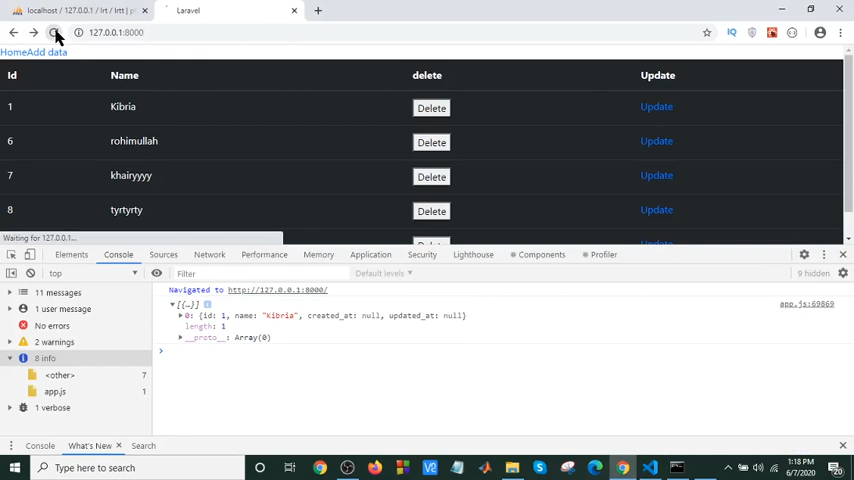 localhost / 127.0.0.1 / lrt / lrtt | p
Laravel
127.0.0.1:8000
IQ
HomeAdd data
Id Name delete Update
1 Kibria Delete Update
6 rohimullah Delete Update
7 khairyyyy Delete Update
8 tyrtyrty Delete Update
Waiting for 127.0.0.1...
Elements Console Sources Network Performance Memory Application Security Lighthouse Components Profiler
top Filter Default levels 9 hidden
11 messages
1 user message
No errors
2 warnings
8 info
<other> 7
app.js 1
1 verbose
Navigated to http://127.0.0.1:8000/
[{…}] app.js:69869
0: {id: 1, name: "Kibria", created_at: null, updated_at: null}
length: 1
__proto__: Array(0)
Console What's New Search
Type here to search
1:18 PM
6/7/2020
20